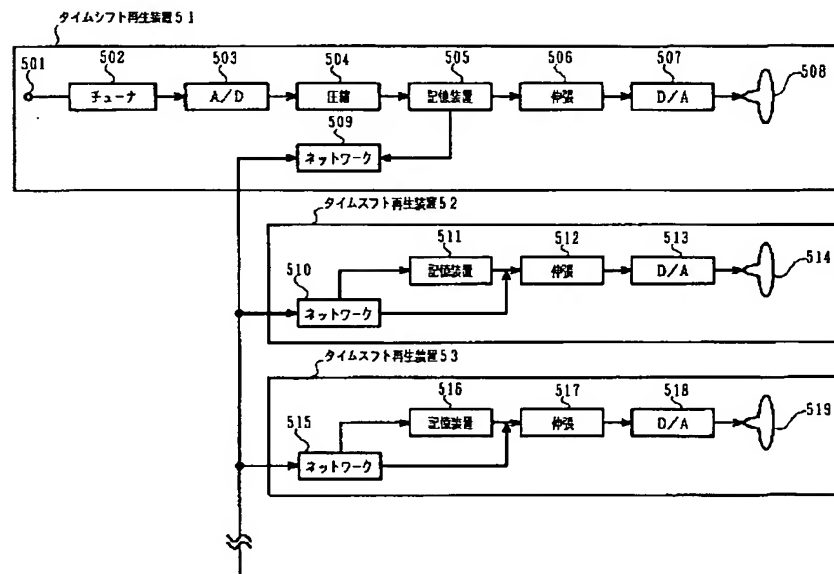 タイムシフト再生装置51
501
502
503
504
505
506
507
508
チューナ
A/D
圧縮
記憶装置
伸張
D/A
509
ネットワーク
タイムスフト再生装置52
511
512
513
514
510
記憶装置
伸張
D/A
ネットワーク
タイムスフト再生装置53
516
517
518
519
515
記憶装置
伸張
D/A
ネットワーク